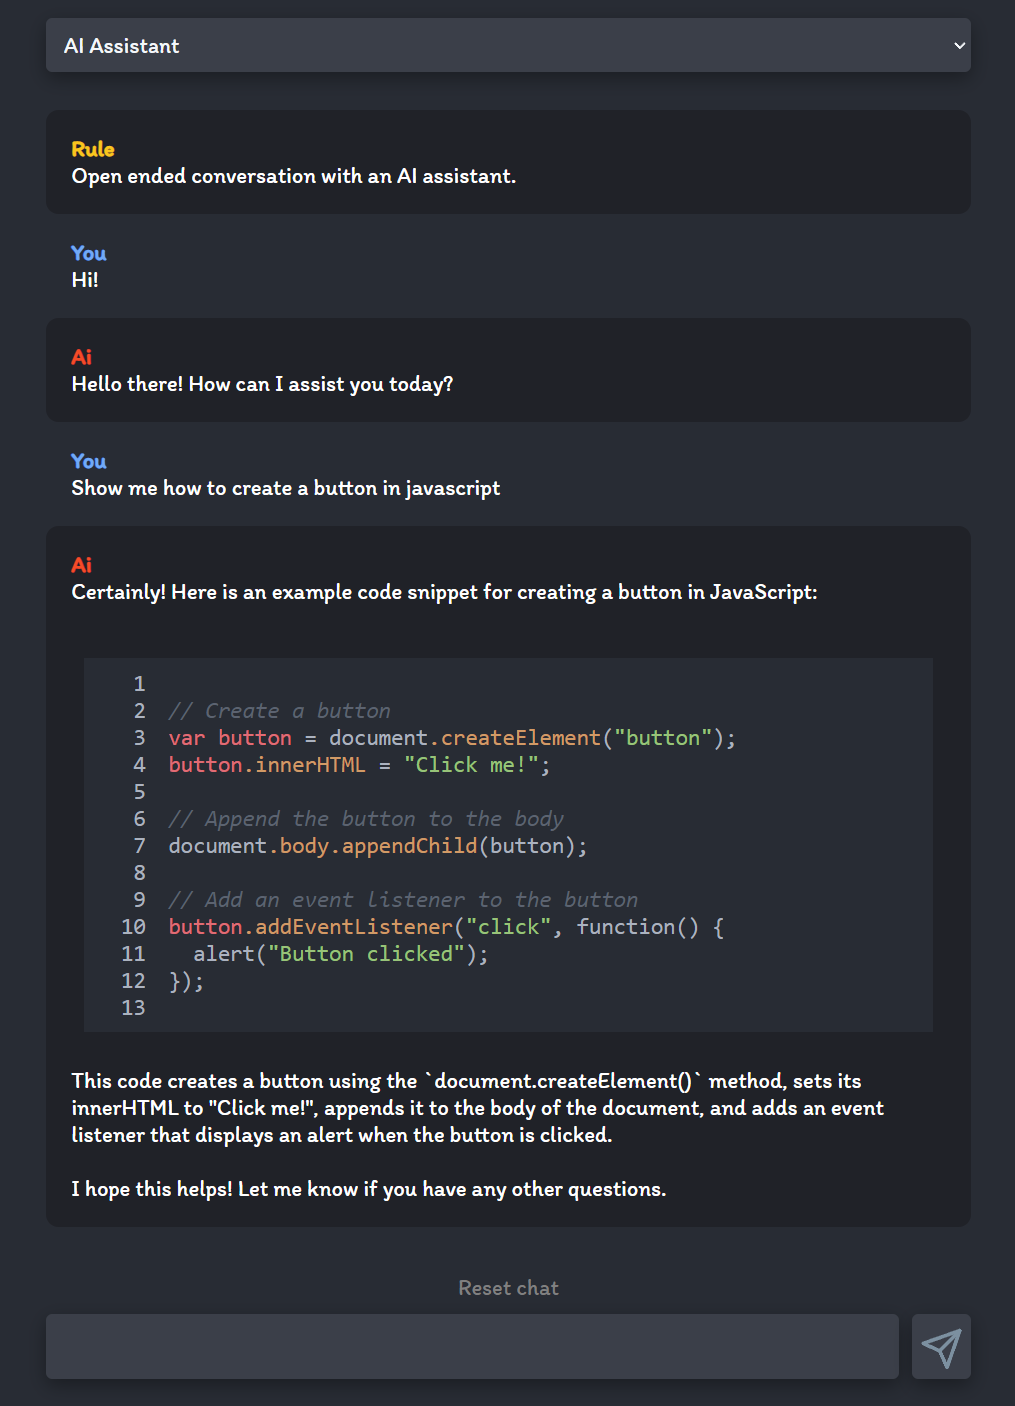 AI Assistant
Rule
Open ended conversation with an AI assistant.
You
Hi!
Ai
Hello there! How can I assist you today?
You
Show me how to create a button in javascript
Ai
Certainly! Here is an example code snippet for creating a button in JavaScript:
1
2 // Create a button
3 var button = document.createElement("button");
4 button.innerHTML = "Click me!";
5
6 // Append the button to the body
7 document.body.appendChild(button);
8
9 // Add an event listener to the button
10 button.addEventListener("click", function() {
11   alert("Button clicked");
12 });
13
This code creates a button using the `document.createElement()` method, sets its
innerHTML to "Click me!", appends it to the body of the document, and adds an event
listener that displays an alert when the button is clicked.
I hope this helps! Let me know if you have any other questions.
Reset chat